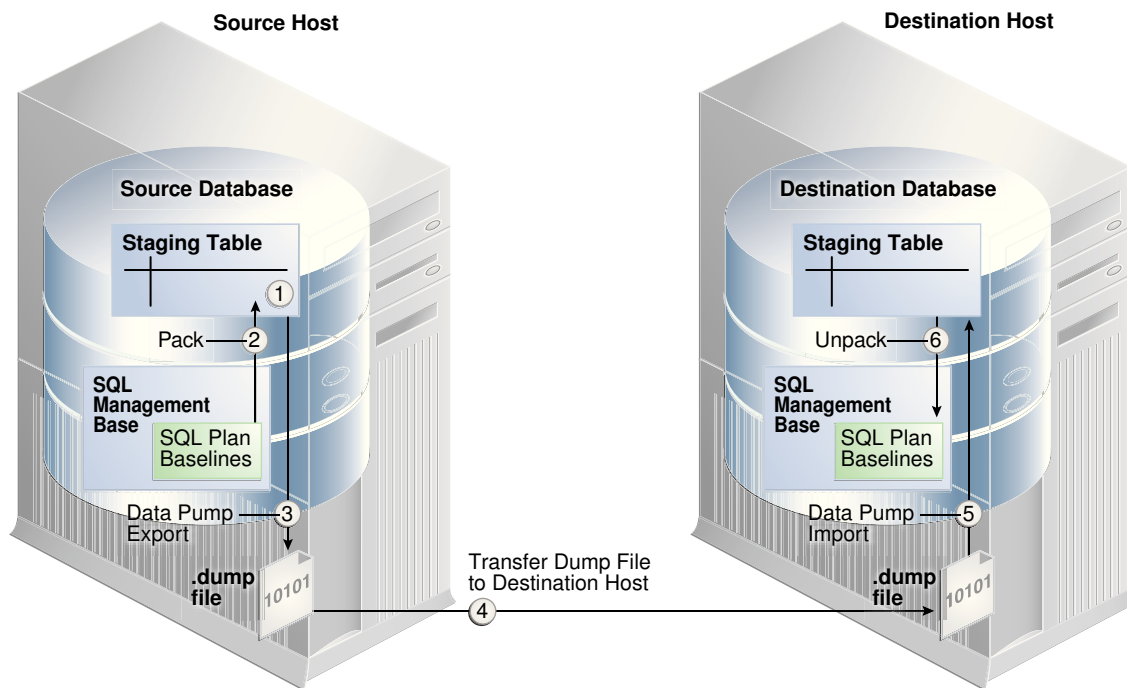 Source Host
Destination Host
Source Database
Staging Table
1
Pack
2
SQL
Management
Base
SQL Plan
Baselines
Data Pump
Export
3
.dump
file
10101
Transfer Dump File
to Destination Host
4
Destination Database
Staging Table
Unpack
6
SQL
Management
Base
SQL Plan
Baselines
Data Pump
Import
5
.dump
file
10101